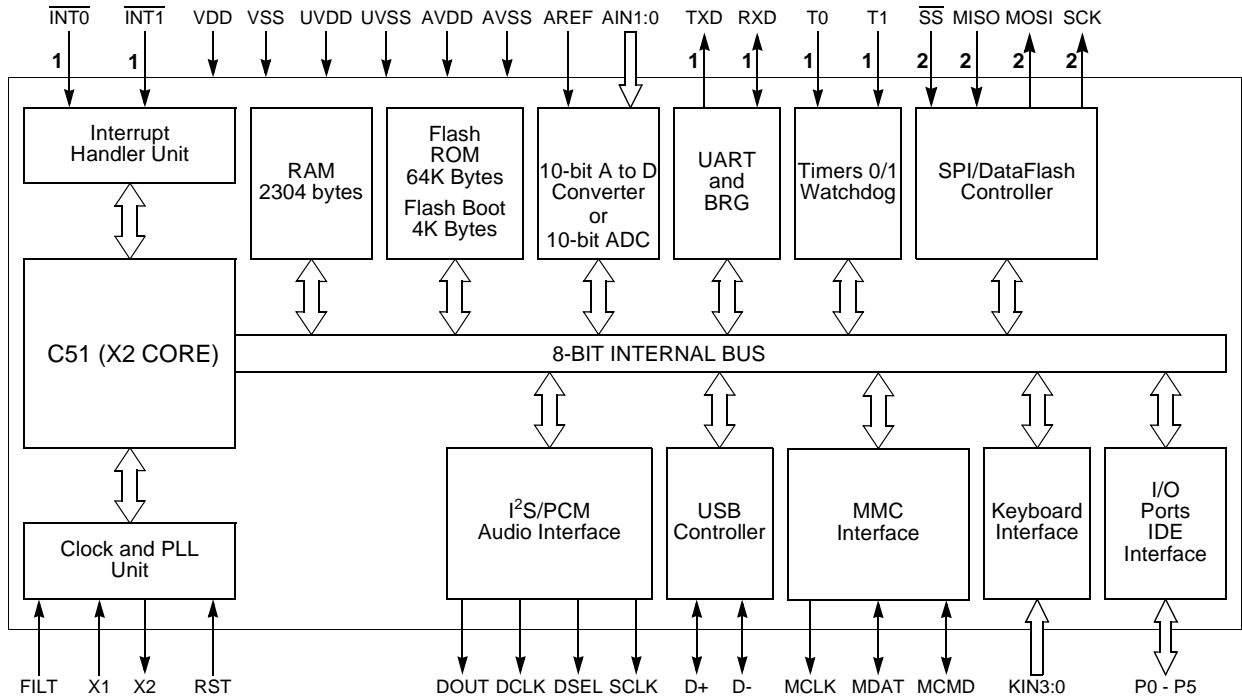 INT0 INT1 VDD VSS UVDD UVSS AVDD AVSS AREF AIN1:0 TXD RXD T0 T1 SS MISO MOSI SCK
1 1 1 1 1 1 2 2 2 2
Interrupt
Handler Unit
RAM
2304 bytes
Flash
ROM
64K Bytes
Flash Boot
4K Bytes
10-bit A to D
Converter
or
10-bit ADC
UART
and
BRG
Timers 0/1
Watchdog
SPI/DataFlash
Controller
C51 (X2 CORE)
8-BIT INTERNAL BUS
Clock and PLL
Unit
I²S/PCM
Audio Interface
USB
Controller
MMC
Interface
Keyboard
Interface
I/O
Ports
IDE
Interface
FILT X1 X2 RST DOUT DCLK DSEL SCLK D+ D- MCLK MDAT MCMD KIN3:0 P0 - P5